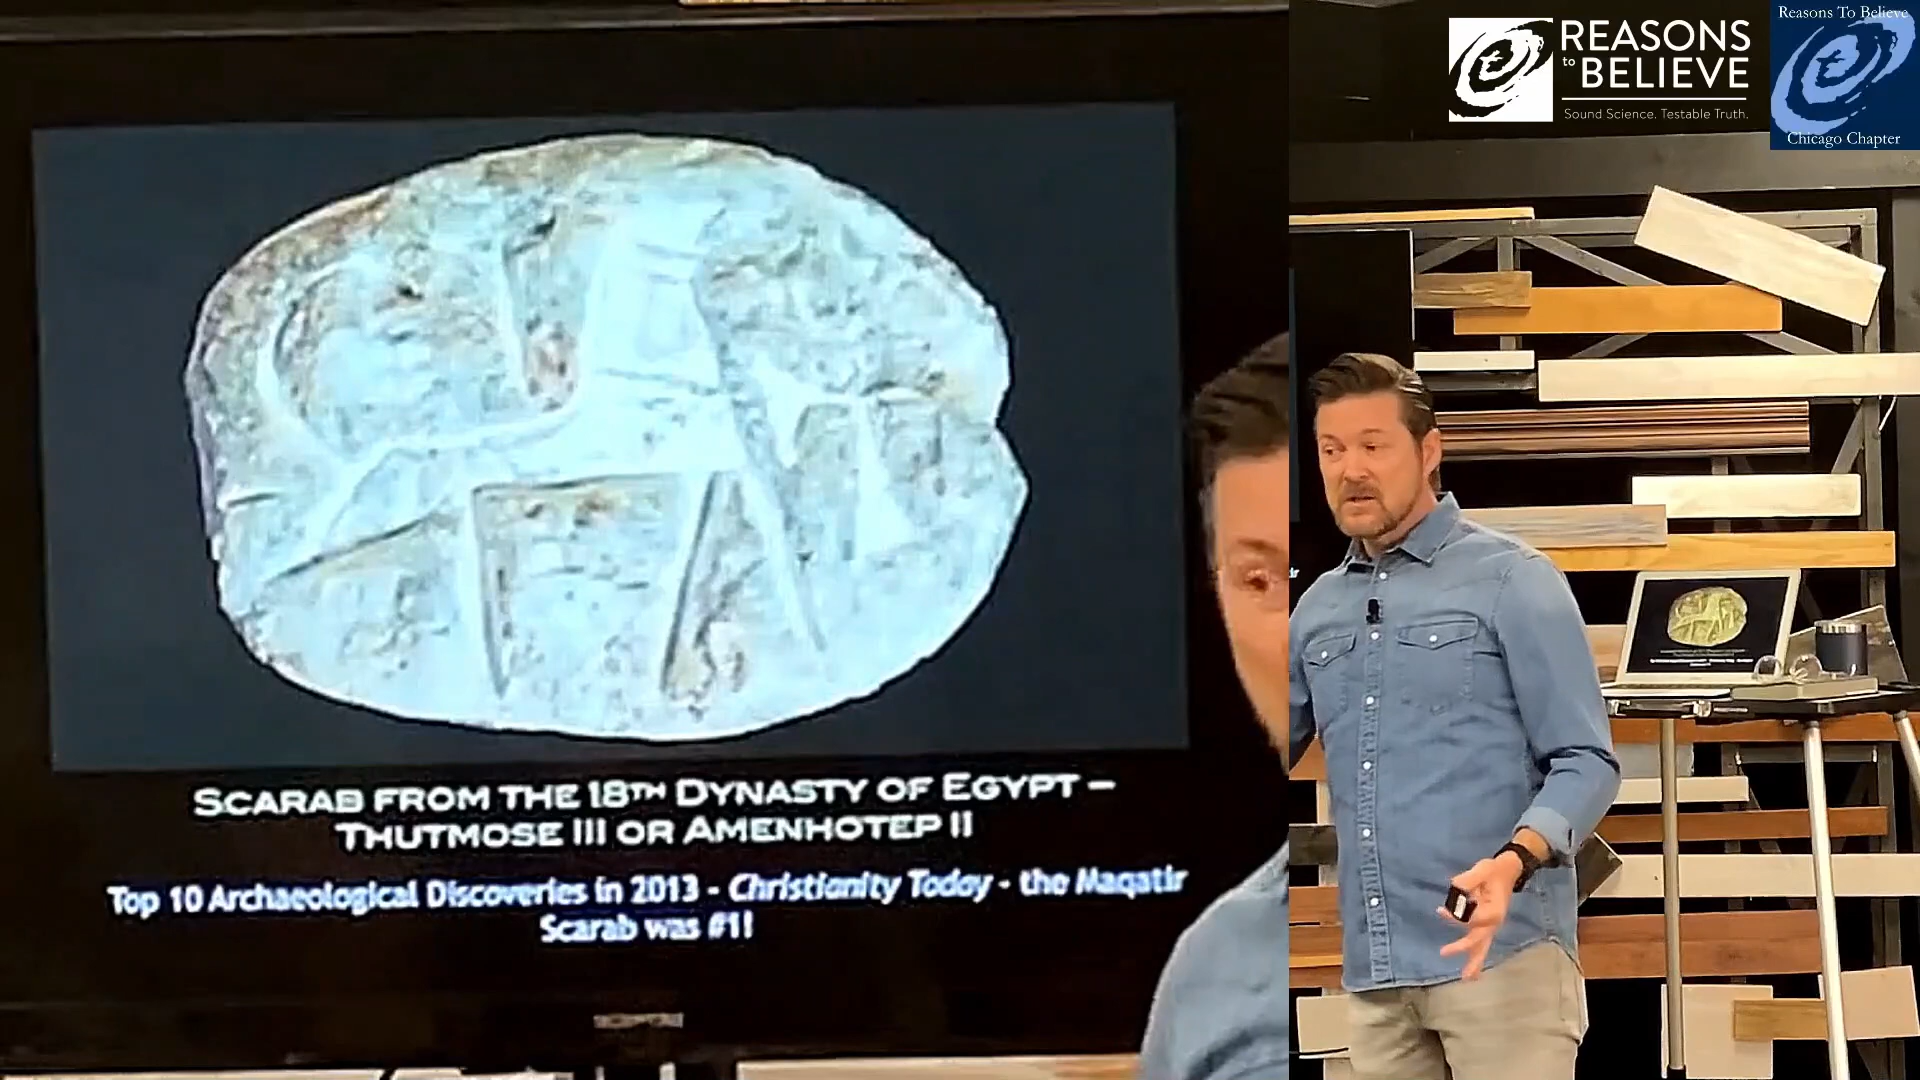 SCARAB FROM THE 18TH DYNASTY OF EGYPT –
THUTMOSE III OR AMENHOTEP II
Top 10 Archaeological Discoveries in 2013 - Christianity Today - the Maqatir
Scarab was #1!
REASONS
to BELIEVE
Sound Science. Testable Truth.
Reasons To Believe
Chicago Chapter